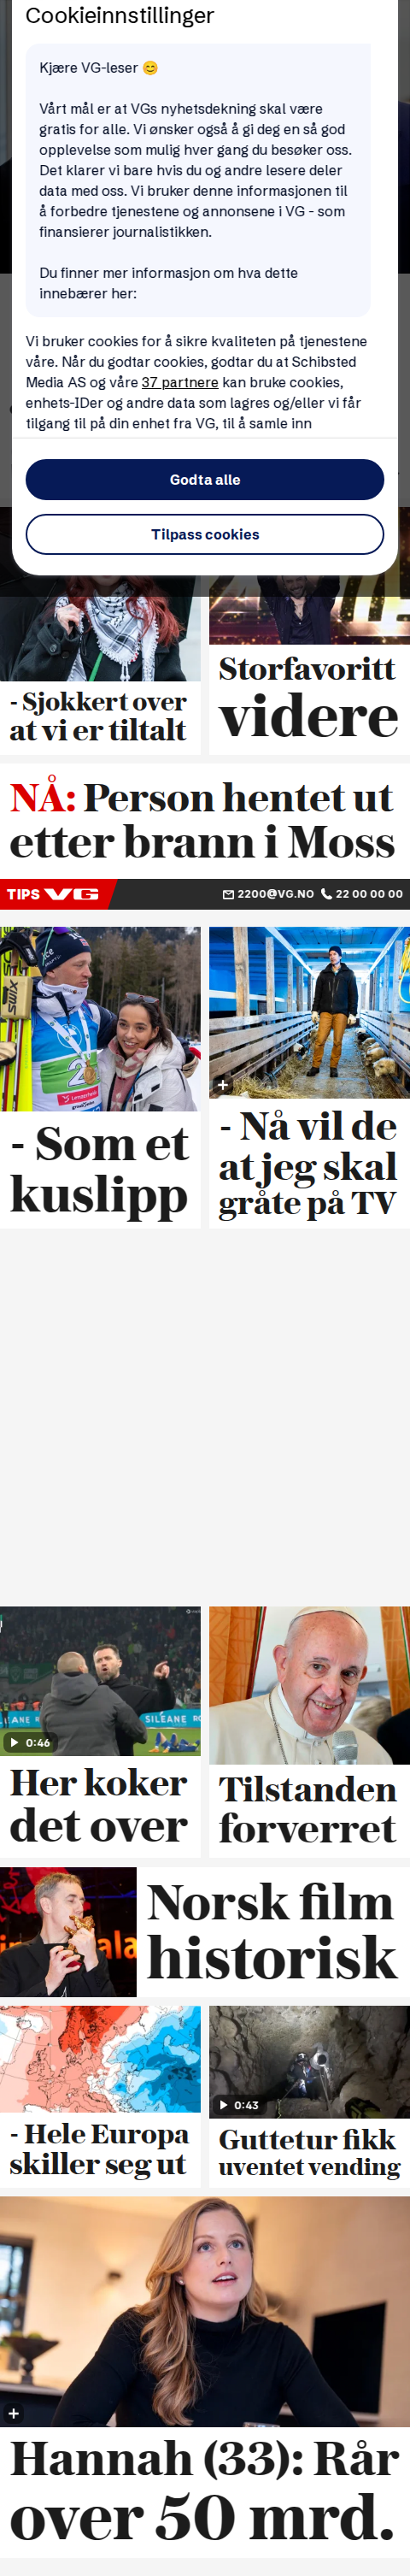 Cookieinnstillinger
Kjære VG-leser 😊
Vårt mål er at VGs nyhetsdekning skal være
gratis for alle. Vi ønsker også å gi deg en så god
opplevelse som mulig hver gang du besøker oss.
Det klarer vi bare hvis du og andre lesere deler
data med oss. Vi bruker denne informasjonen til
å forbedre tjenestene og annonsene i VG - som
finansierer journalistikken.
Du finner mer informasjon om hva dette
innebærer her:
Vi bruker cookies for å sikre kvaliteten på tjenestene
våre. Når du godtar cookies, godtar du at Schibsted
Media AS og våre 37 partnere kan bruke cookies,
enhets-IDer og andre data som lagres og/eller vi får
tilgang til på din enhet fra VG, til å samle inn
Godta alle
Tilpass cookies
- Sjokkert over
at vi er tiltalt
Storfavoritt
videre
NÅ: Person hentet ut
etter brann i Moss
TIPS VG 2200@VG.NO 22 00 00 00
SWIX
2
- Som et
kuslipp
- Nå vil de
at jeg skal
gråte på TV
SILÉANE
0:46
Her koker
det over
Tilstanden
forverret
Norsk film
historisk
- Hele Europa
skiller seg ut
0:43
Guttetur fikk
uventet vending
Hannah (33): Rår
over 50 mrd.